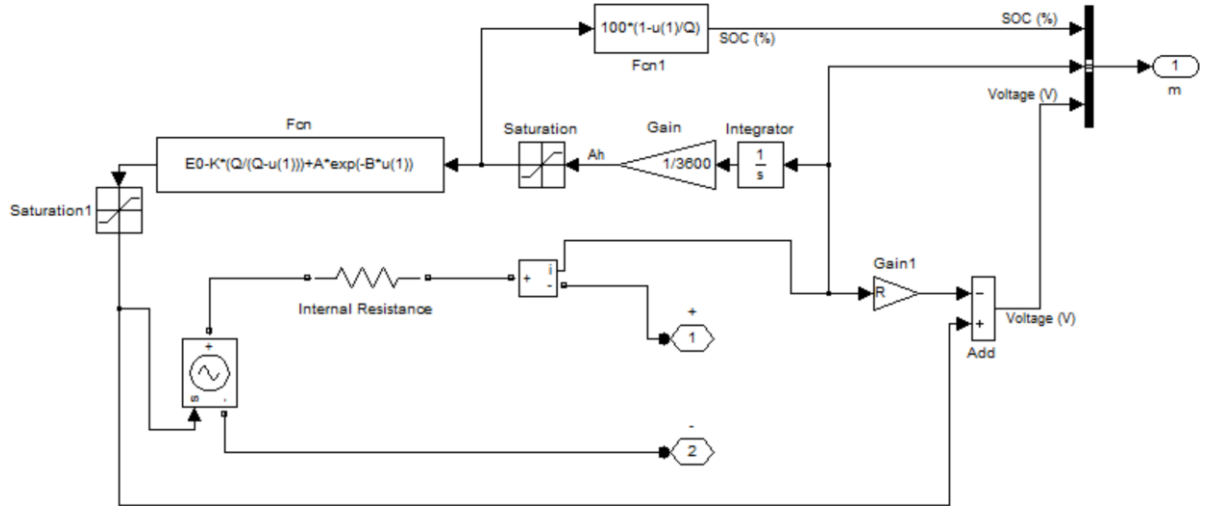 100*(1-u(1)/Q)
SOC (%)
SOC (%)
Fcn1
1
m
Voltage (V)
Fcn
Saturation
Gain
Integrator
E0-K*(Q/(Q-u(1)))+A*exp(-B*u(1))
Ah
1/3600
1
s
Saturation1
+
i
-
Gain1
R
−
+
Voltage (V)
Add
Internal Resistance
+
1
+
s
-
-
2